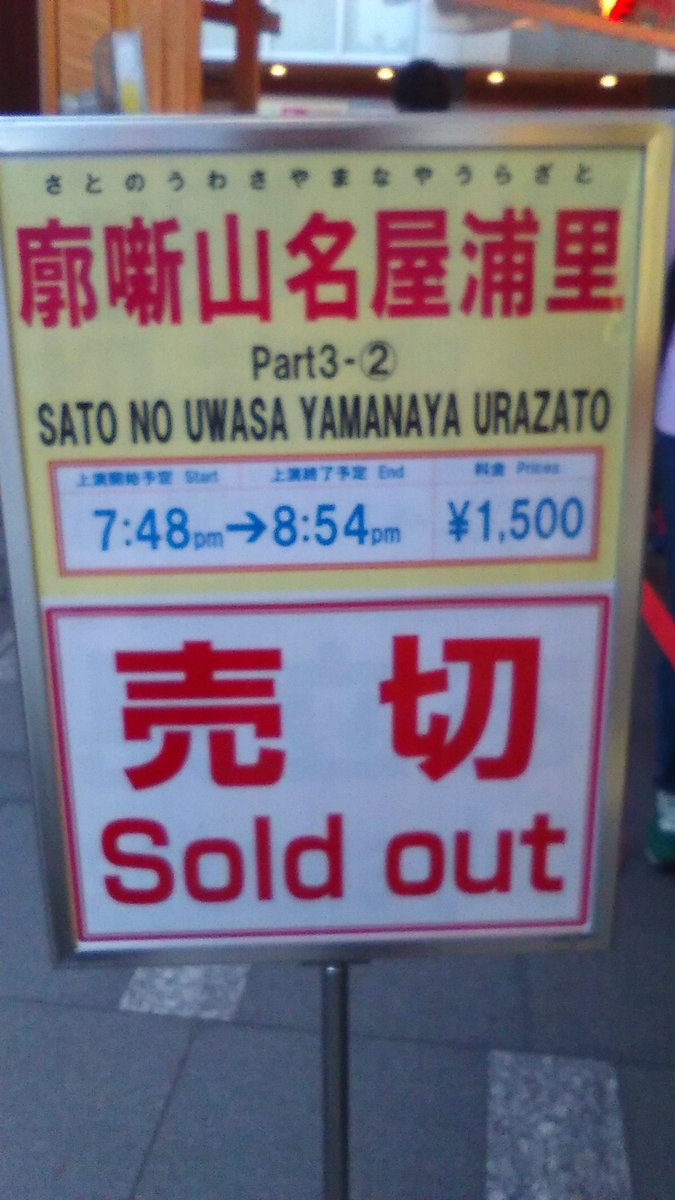 さとのうわさやまなやうらざと
廓噺山名屋浦里
Part3-②
SATO NO UWASA YAMANAYA URAZATO
上演開始予定 Start 上演終了予定 End 料金 Prices
7:48pm→8:54pm ¥1,500
売切
Sold out